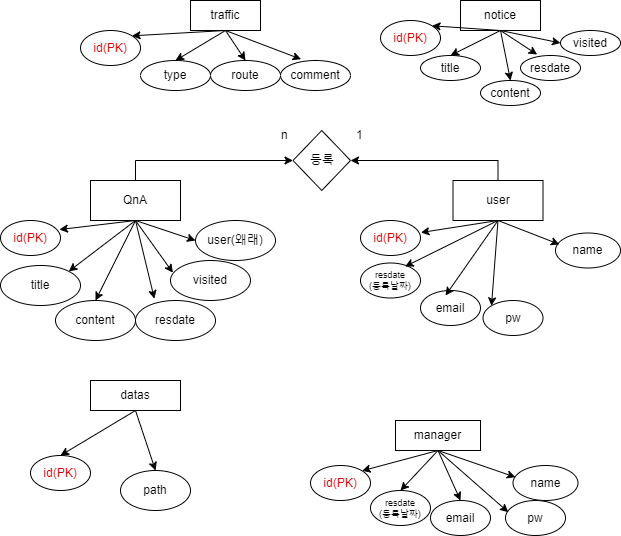 traffic
id(PK)
type
route
comment
notice
id(PK)
title
content
resdate
visited
n
등록
1
QnA
id(PK)
title
content
resdate
visited
user(왜래)
user
id(PK)
resdate
(등록날짜)
email
pw
name
datas
id(PK)
path
manager
id(PK)
resdate
(등록날짜)
email
pw
name